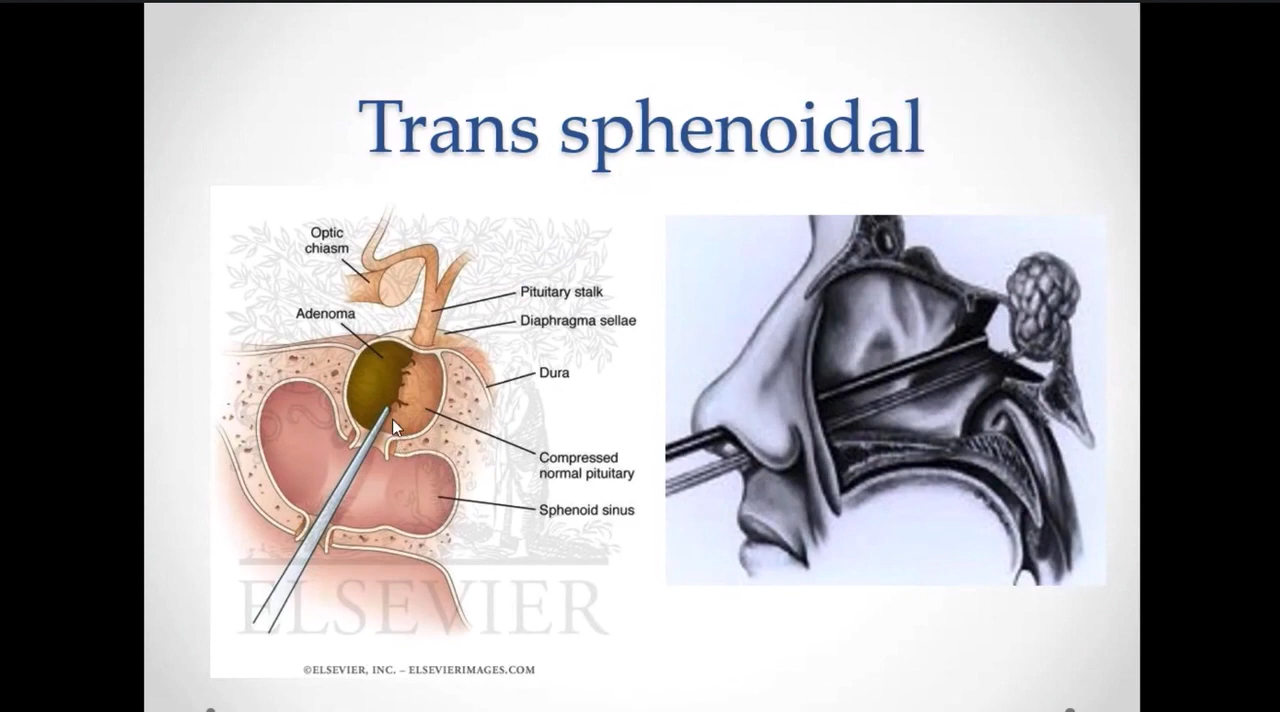 Trans sphenoidal
Optic
chiasm
Adenoma
Pituitary stalk
Diaphragma sellae
Dura
Compressed
normal pituitary
Sphenoid sinus
ELSEVIER
©ELSEVIER, INC. – ELSEVIERIMAGES.COM